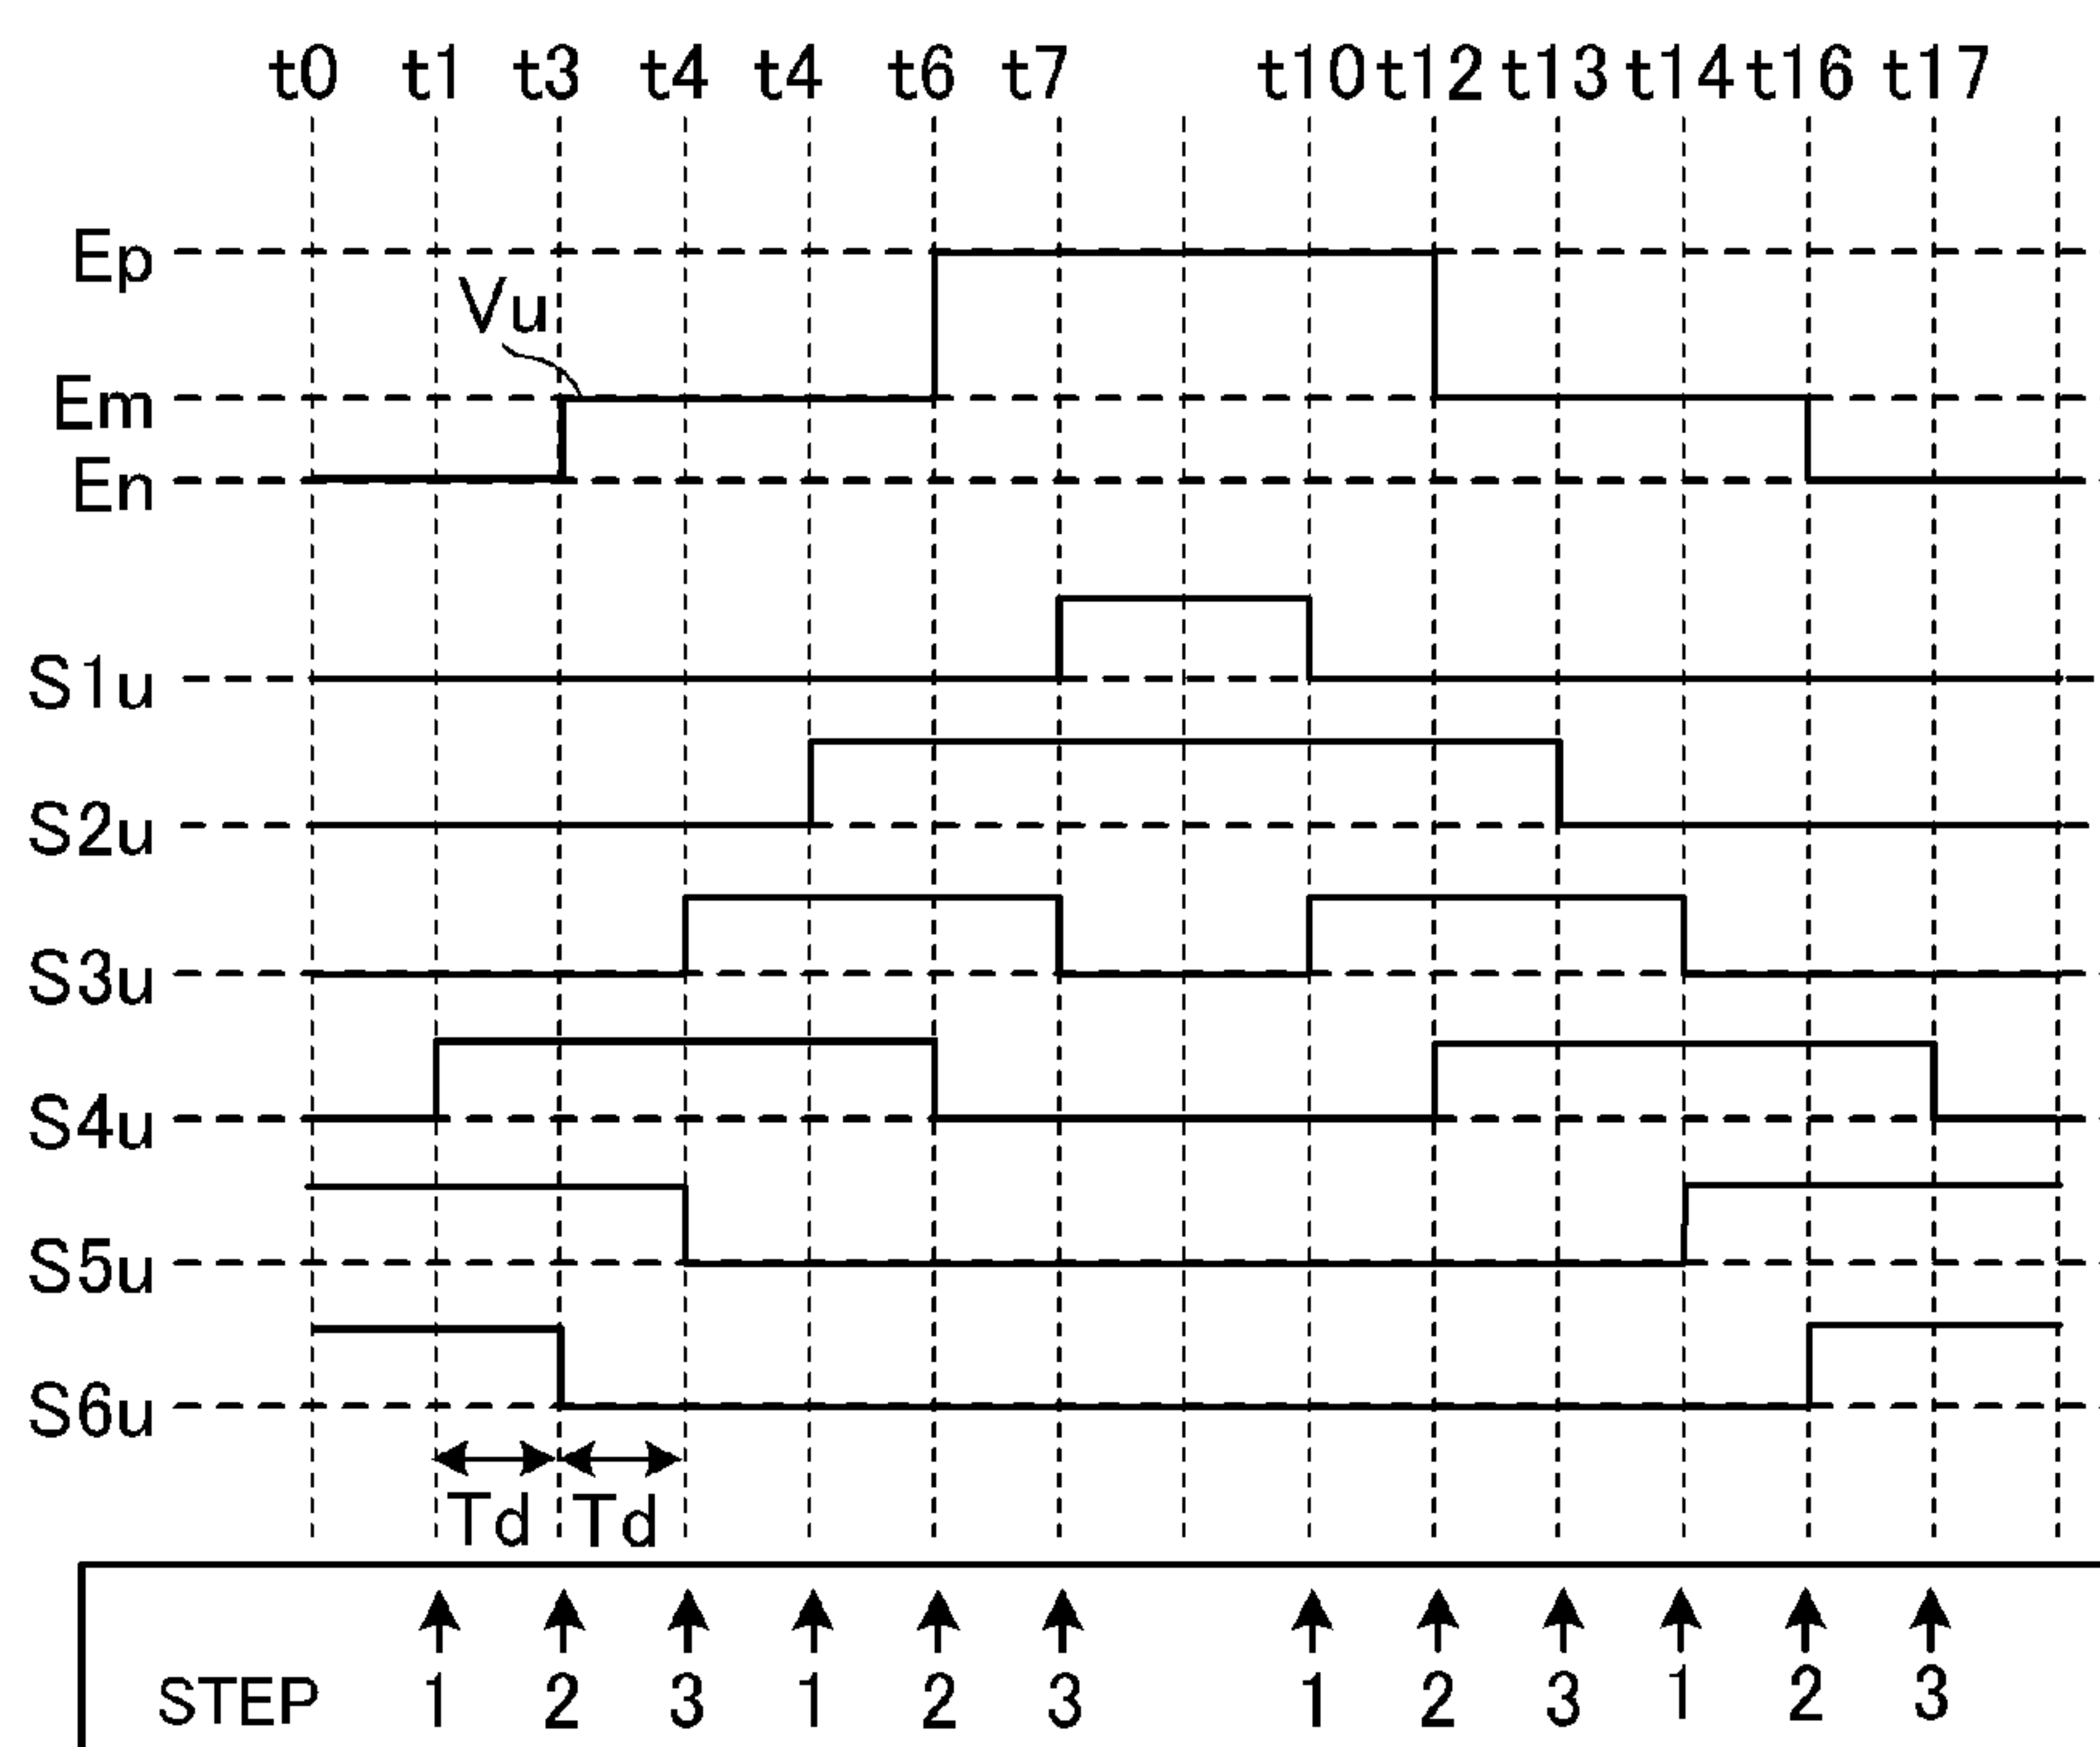 t0 t1 t3 t4 t4 t6 t7 t10 t12 t13 t14 t16 t17
Ep
Vu
Em
En
S1u
S2u
S3u
S4u
S5u
S6u
Td Td
STEP 1 2 3 1 2 3 1 2 3 1 2 3